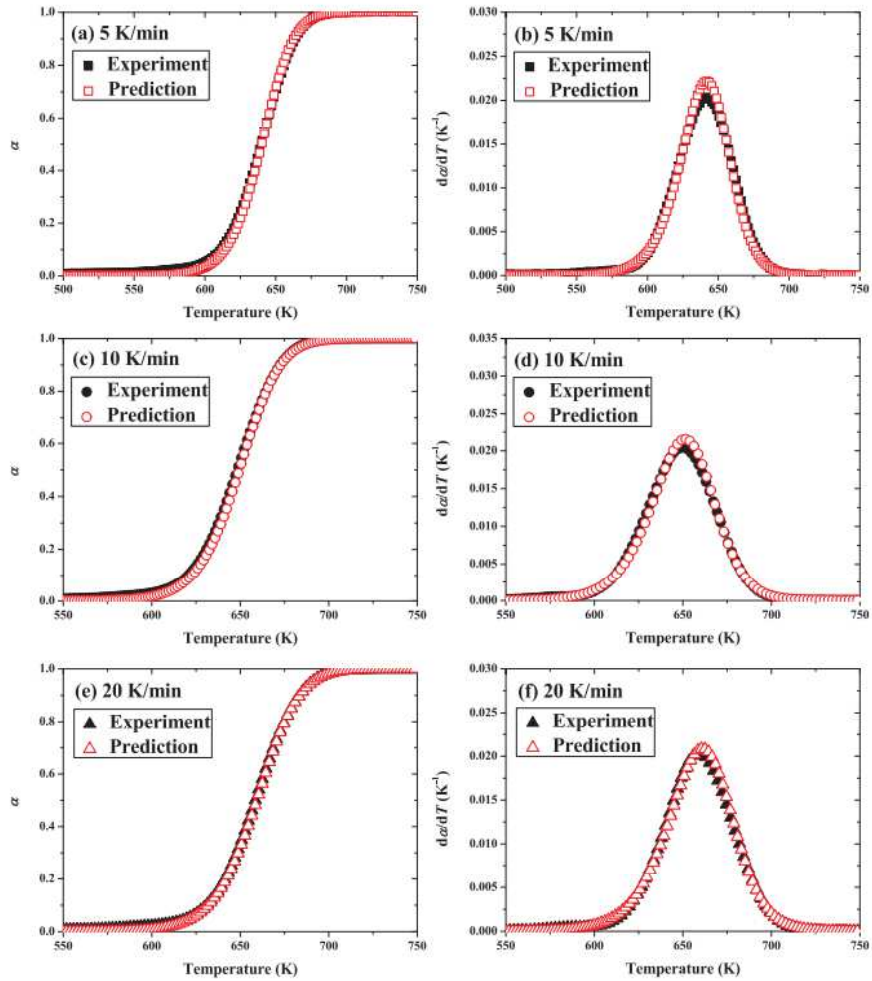 (a) 5 K/min
Experiment
Prediction
1.0
0.8
0.6
0.4
0.2
0.0
α
500 550 600 650 700 750
Temperature (K)
(b) 5 K/min
Experiment
Prediction
0.030
0.025
0.020
0.015
0.010
0.005
0.000
dα/dT (K⁻¹)
500 550 600 650 700 750
Temperature (K)
(c) 10 K/min
Experiment
Prediction
1.0
0.8
0.6
0.4
0.2
0.0
α
550 600 650 700 750
Temperature (K)
(d) 10 K/min
Experiment
Prediction
0.035
0.030
0.025
0.020
0.015
0.010
0.005
0.000
dα/dT (K⁻¹)
550 600 650 700 750
Temperature (K)
(e) 20 K/min
Experiment
Prediction
1.0
0.8
0.6
0.4
0.2
0.0
α
550 600 650 700 750
Temperature (K)
(f) 20 K/min
Experiment
Prediction
0.030
0.025
0.020
0.015
0.010
0.005
0.000
dα/dT (K⁻¹)
550 600 650 700 750
Temperature (K)